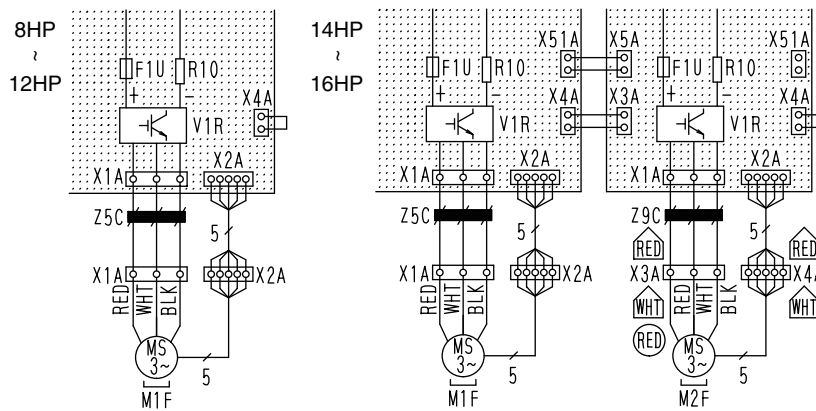 8HP
~
12HP
F1U
R10
+
−
X4A
V1R
X2A
X1A
Z5C
5
X1A
X2A
RED
WHT
BLK
MS
3~
5
M1F
14HP
~
16HP
X51A
X5A
F1U
R10
+
−
X4A
X3A
V1R
X2A
X1A
Z5C
5
X1A
X2A
RED
WHT
BLK
MS
3~
5
M1F
X51A
F1U
R10
+
−
X4A
V1R
X2A
X1A
Z9C
5
RED
RED
X3A
X4A
WHT
RED
WHT
BLK
WHT
RED
MS
3~
5
M2F